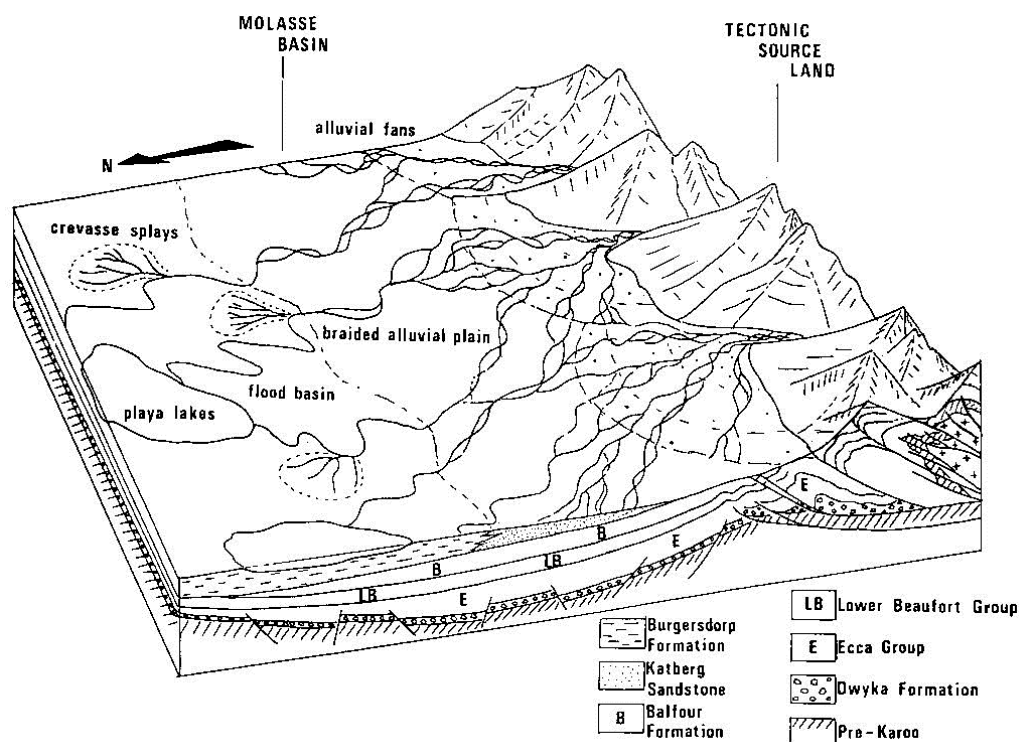 MOLASSE
BASIN
TECTONIC
SOURCE
LAND
alluvial fans
N
crevasse splays
braided alluvial plain
flood basin
playa lakes
E
B
B
E
LB
LB
E
Burgersdorp
Formation
Katberg
Sandstone
B Balfour
Formation
LB Lower Beaufort Group
E Ecca Group
Dwyka Formation
Pre-Karoo